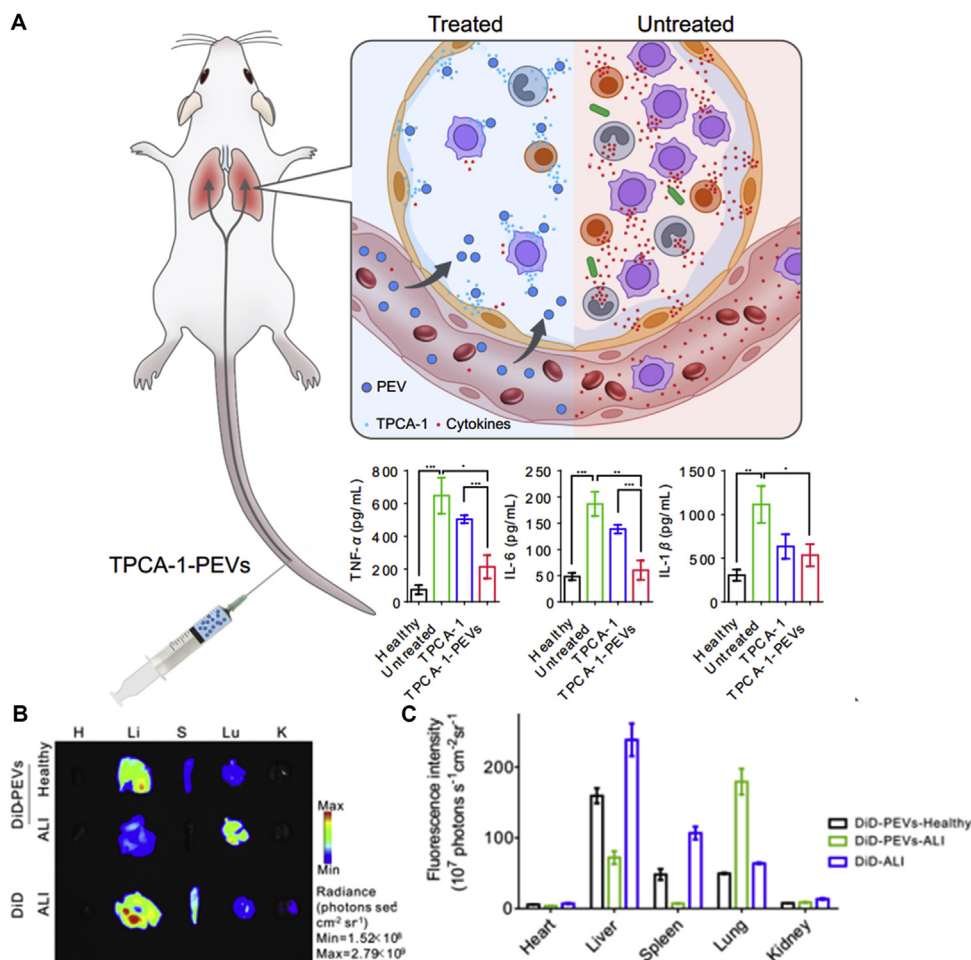 A
Treated Untreated
PEV
TPCA-1 Cytokines
TPCA-1-PEVs
TNF-α (pg/mL)
800
600
400
200
0
*** *
***
Healthy
Untreated
TPCA-1
TPCA-1-PEVs
IL-6 (pg/mL)
250
200
150
100
50
0
*** **
***
Healthy
Untreated
TPCA-1
TPCA-1-PEVs
IL-1β (pg/mL)
1500
1000
500
0
** *
Healthy
Untreated
TPCA-1
TPCA-1-PEVs
B
H Li S Lu K
DiD-PEVs
Healthy
ALI
DiD
ALI
Max
Min
Radiance
(photons sec
cm⁻² sr⁻¹)
Min=1.52×10⁸
Max=2.79×10⁹
C
Fluorescence intensity
(10⁷ photons s⁻¹cm⁻²sr⁻¹)
200
100
0
Heart
Liver
Spleen
Lung
Kidney
DiD-PEVs-Healthy
DiD-PEVs-ALI
DiD-ALI